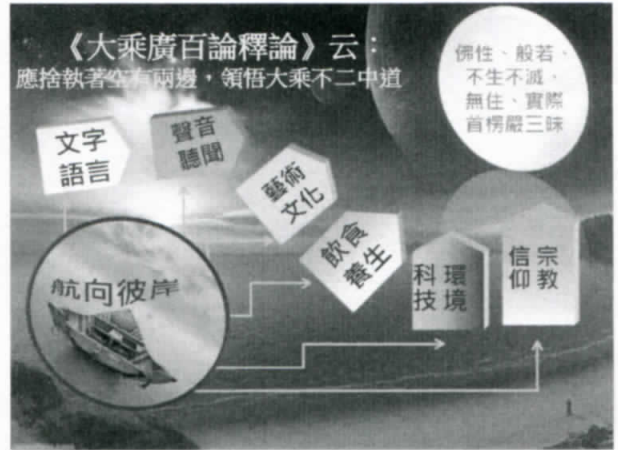 《大乘廣百論釋論》云：
應捨執著空有兩邊，領悟大乘不二中道
佛性、般若、
不生不滅、
無住、實際
首楞嚴三昧
文字
語言
聲音
聽聞
藝術
文化
飲食
養生
科技
環境
信仰
宗教
航向彼岸